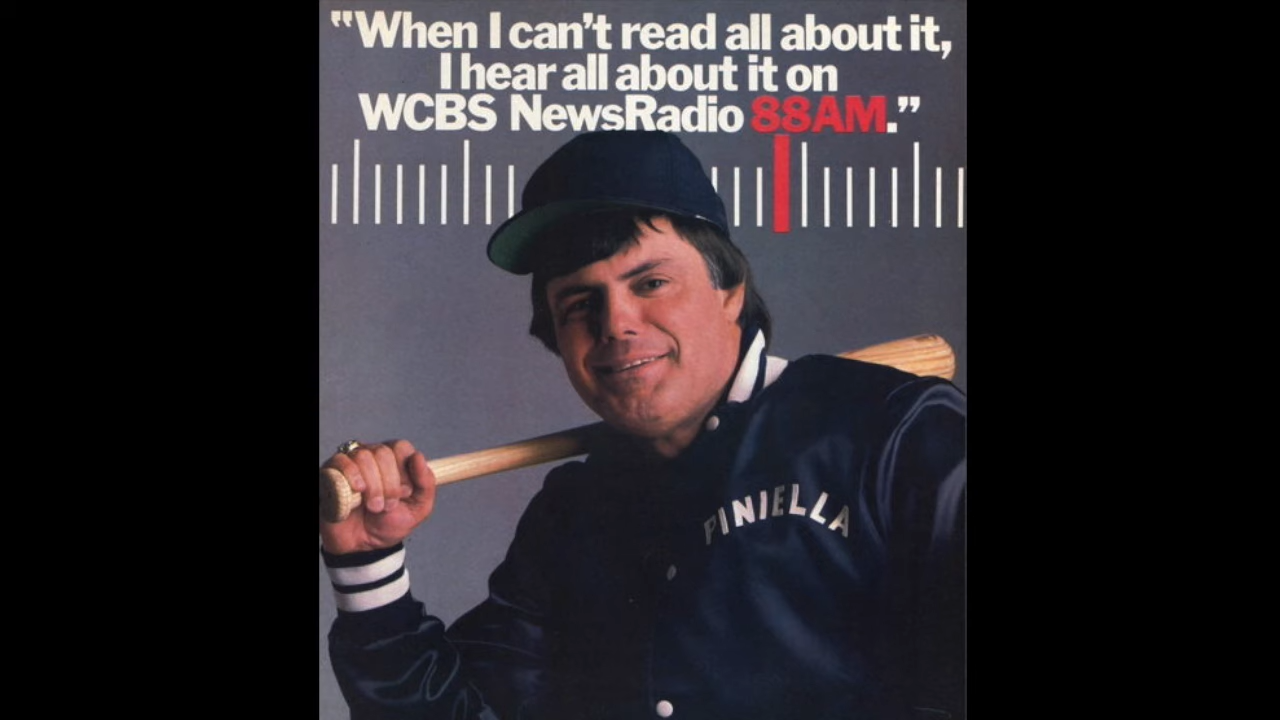 “When I can’t read all about it,
I hear all about it on
WCBS NewsRadio 88AM.”
PINIELLA